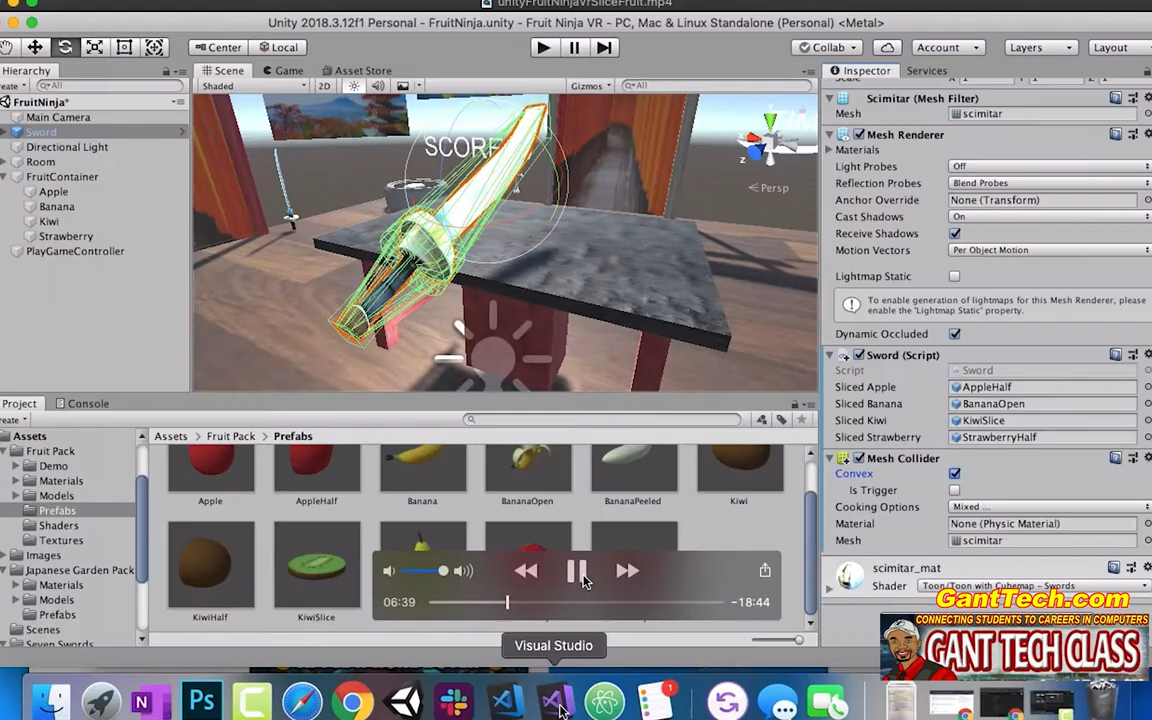 unityFruitNinjaVrSliceFruit.mp4
Unity 2018.3.12f1 Personal - FruitNinja.unity - Fruit Ninja VR - PC, Mac & Linux Standalone (Personal) <Metal>
Center
Local
Collab
Account
Layers
Layout
Hierarchy
Scene
Game
Asset Store
Inspector
Services
eate
All
Shaded
2D
Gizmos
All
FruitNinja*
Main Camera
Sword
Directional Light
Room
FruitContainer
Apple
Banana
Kiwi
Strawberry
PlayGameController
SCORE
z
Persp
Scimitar (Mesh Filter)
Mesh
scimitar
Mesh Renderer
Materials
Light Probes
Off
Reflection Probes
Blend Probes
Anchor Override
None (Transform)
Cast Shadows
On
Receive Shadows
Motion Vectors
Per Object Motion
Lightmap Static
To enable generation of lightmaps for this Mesh Renderer, please
enable the 'Lightmap Static' property.
Dynamic Occluded
Sword (Script)
Script
Sword
Sliced Apple
AppleHalf
Sliced Banana
BananaOpen
Sliced Kiwi
KiwiSlice
Sliced Strawberry
StrawberryHalf
Mesh Collider
Convex
Is Trigger
Cooking Options
Mixed ...
Material
None (Physic Material)
Mesh
scimitar
scimitar_mat
Shader
Toon/Toon with Cubemap - Swords
Project
Console
eate
Assets
Fruit Pack
Demo
Materials
Models
Prefabs
Shaders
Textures
Images
Japanese Garden Pack
Materials
Models
Prefabs
Scenes
Seven Swords
Assets
Fruit Pack
Prefabs
Apple
AppleHalf
Banana
BananaOpen
BananaPeeled
Kiwi
KiwiHalf
KiwiSlice
06:39
-18:44
Visual Studio
GantTech.com
CONNECTING STUDENTS TO CAREERS IN COMPUTERS
GANT TECH CLASS
N
Ps
C
1